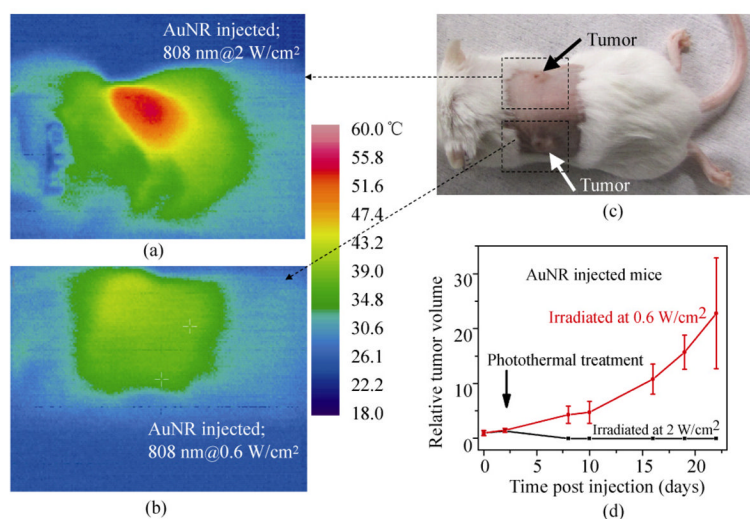 AuNR injected;
808 nm@2 W/cm²
(a)
AuNR injected;
808 nm@0.6 W/cm²
(b)
60.0 ℃
55.8
51.6
47.4
43.2
39.0
34.8
30.6
26.1
22.2
18.0
Tumor
Tumor
(c)
AuNR injected mice
Irradiated at 0.6 W/cm²
Photothermal treatment
Irradiated at 2 W/cm²
Relative tumor volume
30
15
15
0
0
5
10
15
20
Time post injection (days)
(d)